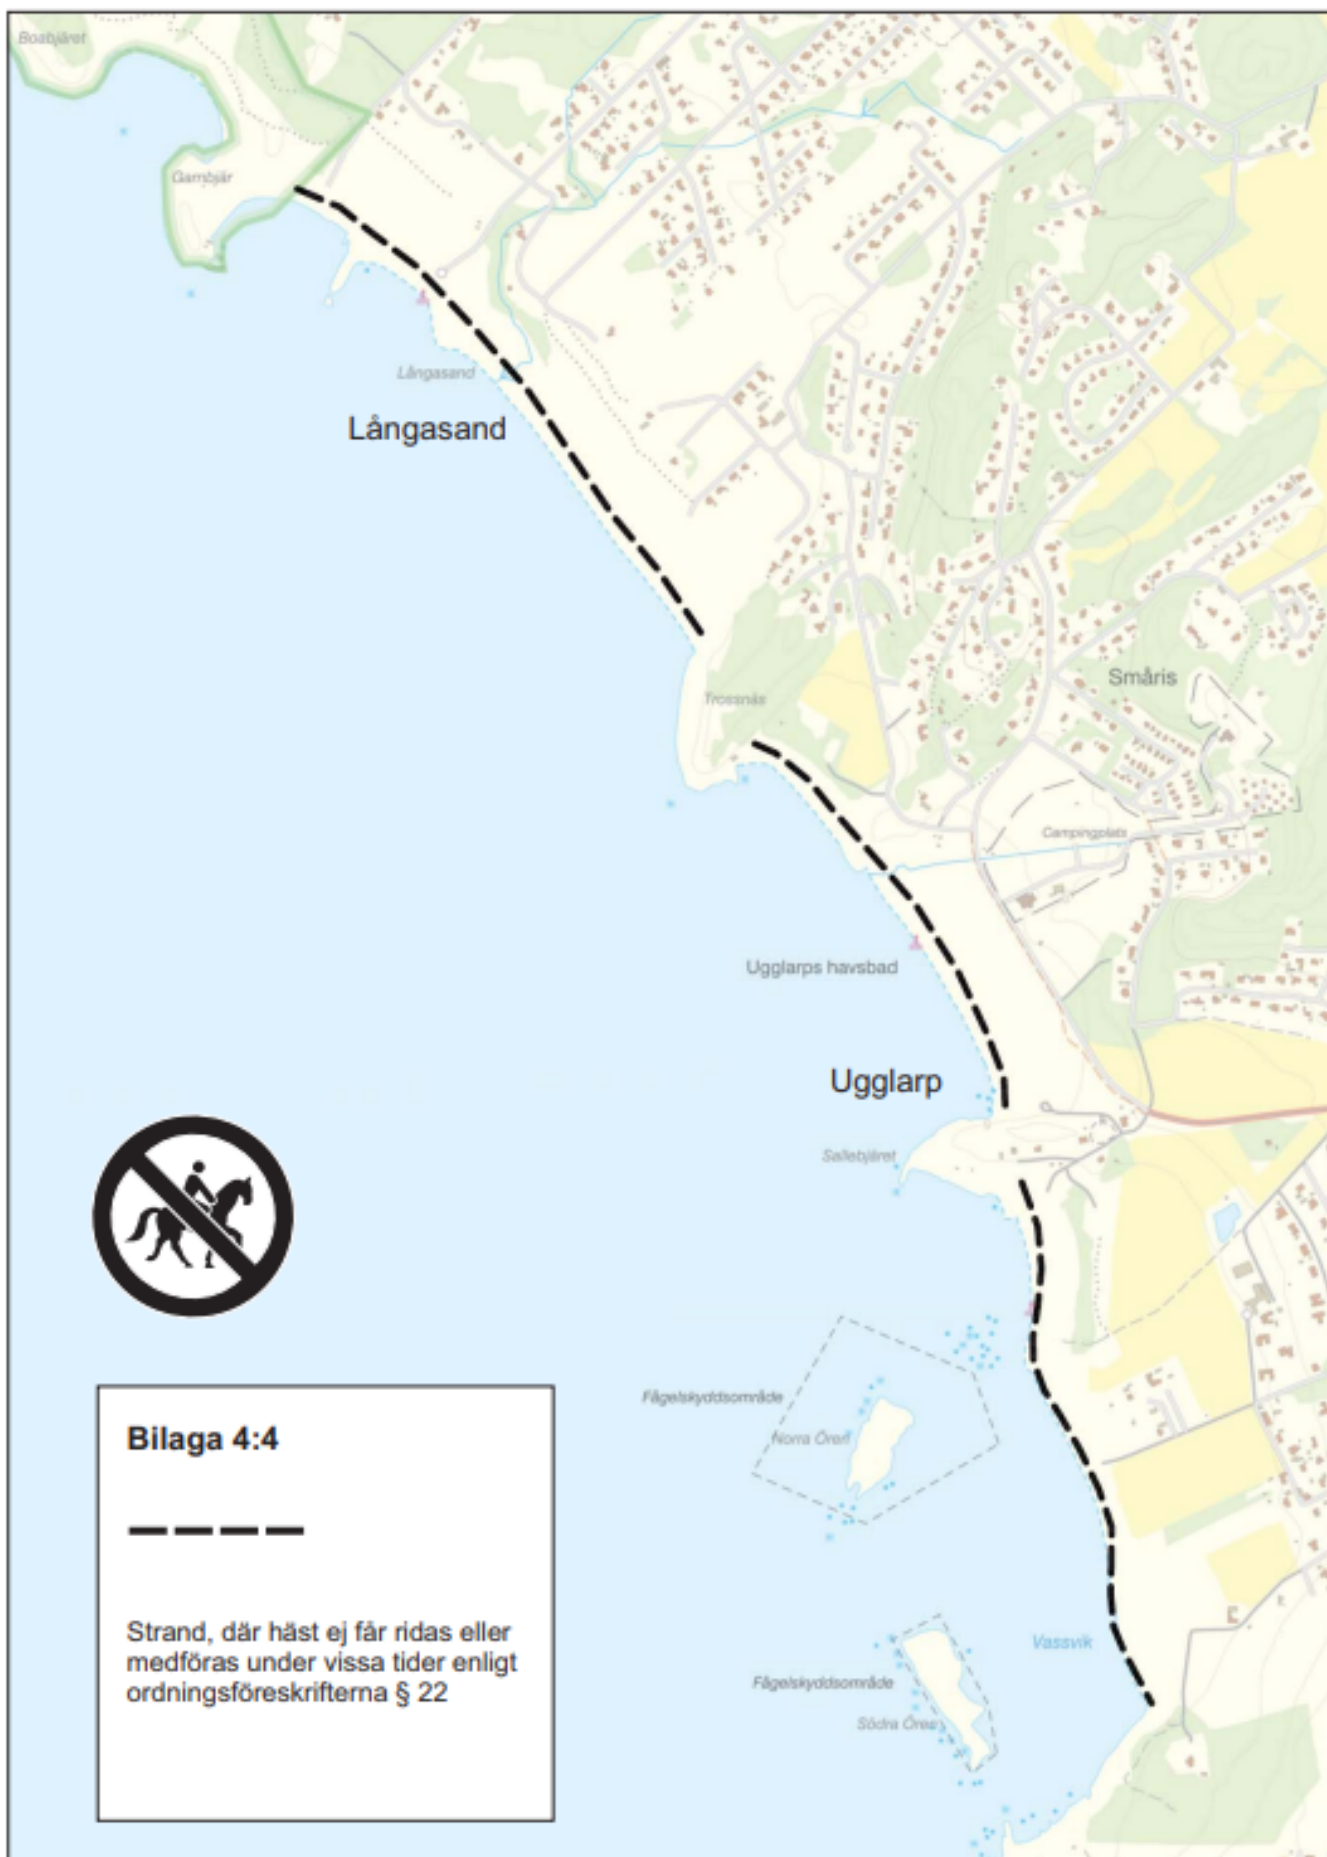 Boabjäret
Gambjär
Långasand
Långasand
Småris
Trossnäs
Campingplats
Ugglarps havsbad
Ugglarp
Sallebjäret
Fågelskyddsområde
Norra Ören
Bilaga 4:4
Strand, där häst ej får ridas eller
medföras under vissa tider enligt
ordningsföreskrifterna § 22
Vassvik
Fågelskyddsområde
Södra Ören